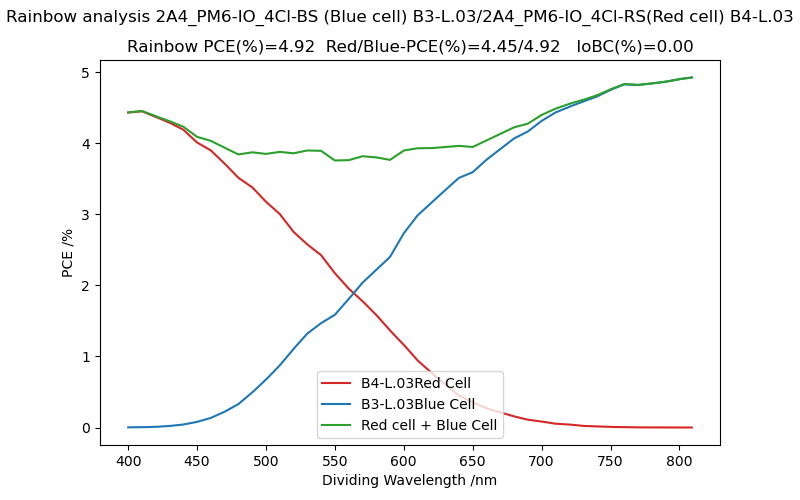 Rainbow analysis 2A4_PM6-IO_4Cl-BS (Blue cell) B3-L.03/2A4_PM6-IO_4Cl-RS(Red cell) B4-L.03
Rainbow PCE(%)=4.92  Red/Blue-PCE(%)=4.45/4.92   IoBC(%)=0.00
PCE /%
5
4
3
2
1
0
B4-L.03Red Cell
B3-L.03Blue Cell
Red cell + Blue Cell
400 450 500 550 600 650 700 750 800
Dividing Wavelength /nm